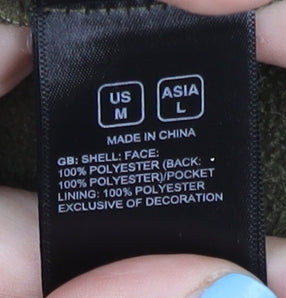 US ASIA
M L
MADE IN CHINA
GB: SHELL: FACE:
100% POLYESTER (BACK:
100% POLYESTER)/POCKET
LINING: 100% POLYESTER
EXCLUSIVE OF DECORATION